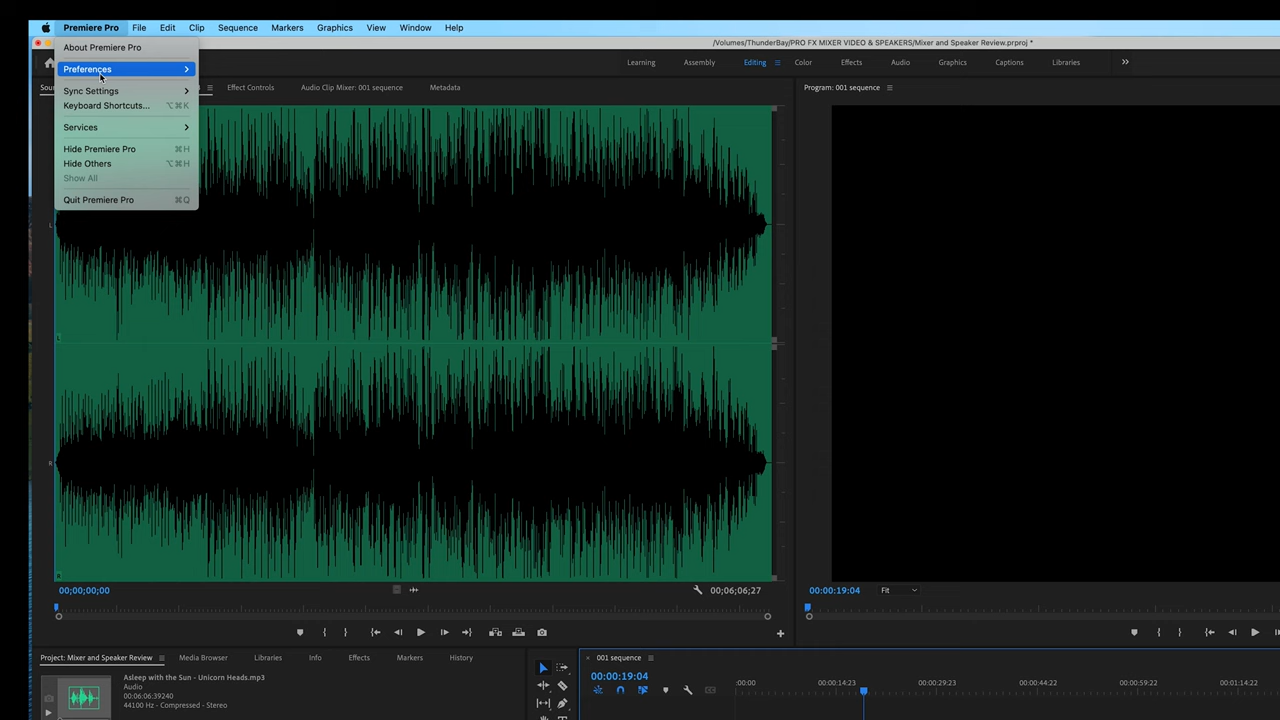 Premiere Pro File Edit Clip Sequence Markers Graphics View Window Help
/Volumes/ThunderBay/PRO FX MIXER VIDEO & SPEAKERS/Mixer and Speaker Review.prproj *
About Premiere Pro
Preferences
Sync Settings
Keyboard Shortcuts... ⌥⌘K
Services
Hide Premiere Pro ⌘H
Hide Others ⌥⌘H
Show All
Quit Premiere Pro ⌘Q
Learning Assembly Editing Color Effects Audio Graphics Captions Libraries
Effect Controls Audio Clip Mixer: 001 sequence Metadata
Program: 001 sequence
L
L
R
R
00;00;00;00
00;06;06;27
00:00:19:04 Fit
Project: Mixer and Speaker Review Media Browser Libraries Info Effects Markers History
Asleep with the Sun - Unicorn Heads.mp3
Audio
00:06:06:39240
44100 Hz - Compressed - Stereo
001 sequence
00:00:19:04
:00:00 00:00:14:23 00:00:29:23 00:00:44:22 00:00:59:22 00:01:14:22